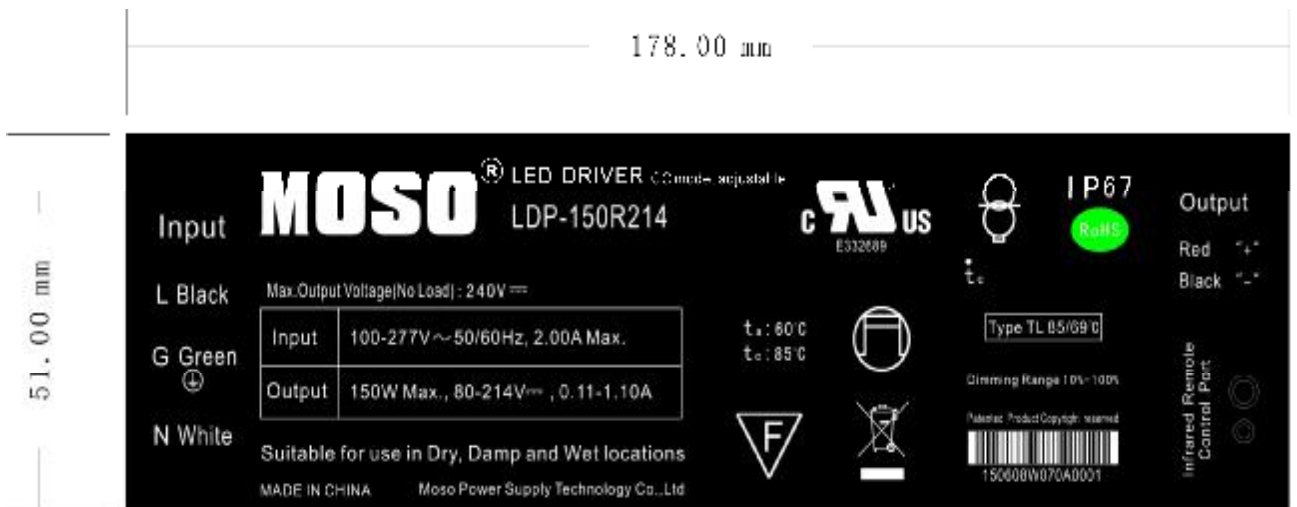 178.00 mm
51.00 mm
MOSO® LED DRIVER CC mode, adjustable
LDP-150R214
Input
L Black
G Green
N White
Max.Output Voltage(No Load) : 240V⎓
Input 100-277V~50/60Hz, 2.00A Max.
Output 150W Max., 80-214V⎓, 0.11-1.10A
Suitable for use in Dry, Damp and Wet locations
MADE IN CHINA Moso Power Supply Technology Co.,Ltd
C RU US
E332689
ta:60℃
tc:85℃
F
IP67
RoHS
tc
Type TL 85/69℃
Dimming Range 10%-100%
Patented Product Copyright reserved
150608W070A0001
Output
Red "+"
Black "-"
Infrared Remote
Control Port